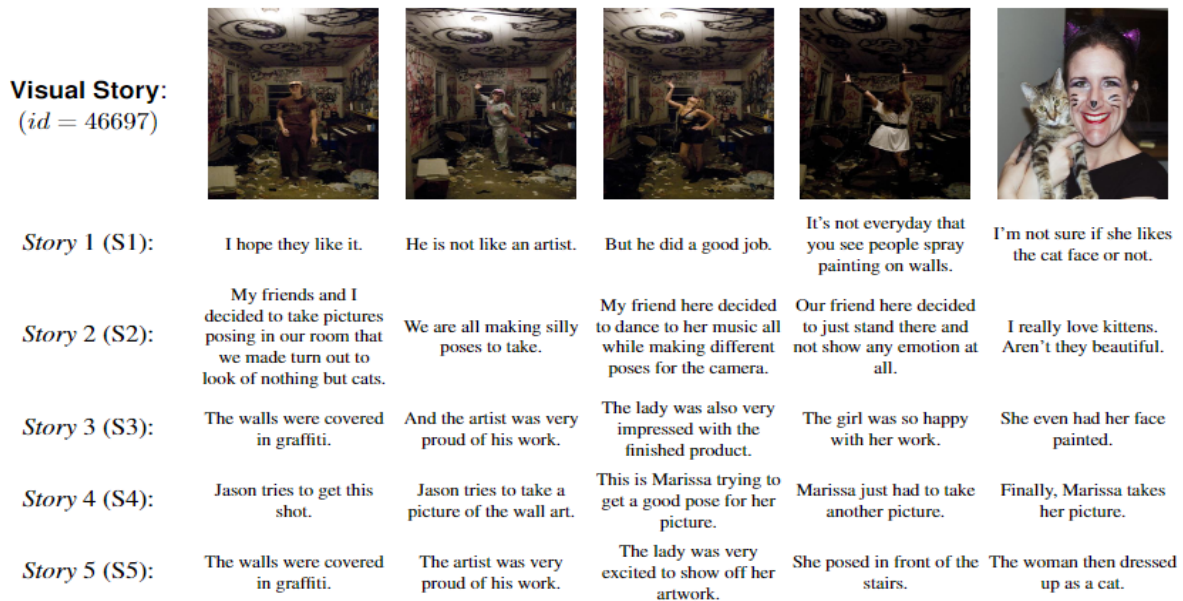 Visual Story:
(id = 46697)
Story 1 (S1):
I hope they like it.
He is not like an artist.
But he did a good job.
It's not everyday that
you see people spray
painting on walls.
I'm not sure if she likes
the cat face or not.
Story 2 (S2):
My friends and I
decided to take pictures
posing in our room that
we made turn out to
look of nothing but cats.
We are all making silly
poses to take.
My friend here decided
to dance to her music all
while making different
poses for the camera.
Our friend here decided
to just stand there and
not show any emotion at
all.
I really love kittens.
Aren't they beautiful.
Story 3 (S3):
The walls were covered
in graffiti.
And the artist was very
proud of his work.
The lady was also very
impressed with the
finished product.
The girl was so happy
with her work.
She even had her face
painted.
Story 4 (S4):
Jason tries to get this
shot.
Jason tries to take a
picture of the wall art.
This is Marissa trying to
get a good pose for her
picture.
Marissa just had to take
another picture.
Finally, Marissa takes
her picture.
Story 5 (S5):
The walls were covered
in graffiti.
The artist was very
proud of his work.
The lady was very
excited to show off her
artwork.
She posed in front of the
stairs.
The woman then dressed
up as a cat.